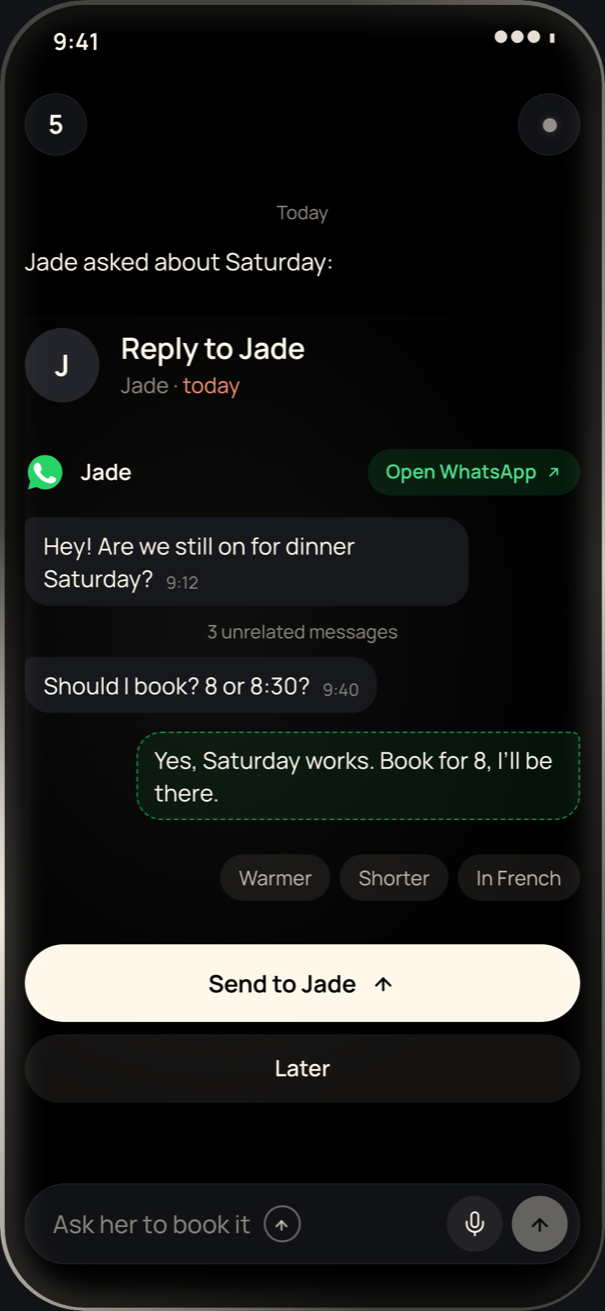 9:41
5
Today
Jade asked about Saturday:
J
Reply to Jade
Jade · today
Jade
Open WhatsApp ↗
Hey! Are we still on for dinner
Saturday? 9:12
3 unrelated messages
Should I book? 8 or 8:30? 9:40
Yes, Saturday works. Book for 8, I’ll be
there.
Warmer
Shorter
In French
Send to Jade ↑
Later
Ask her to book it